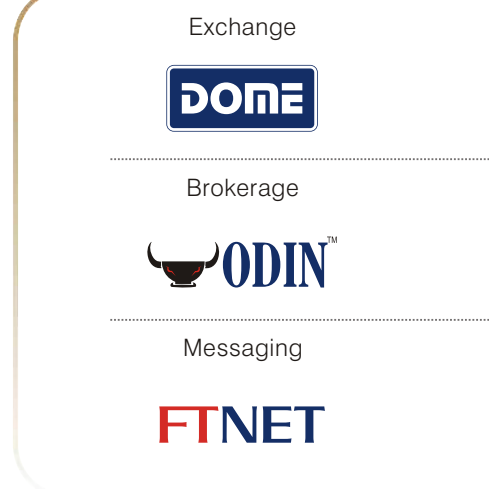 Exchange
DOME
Brokerage
ODIN™
Messaging
FTNET